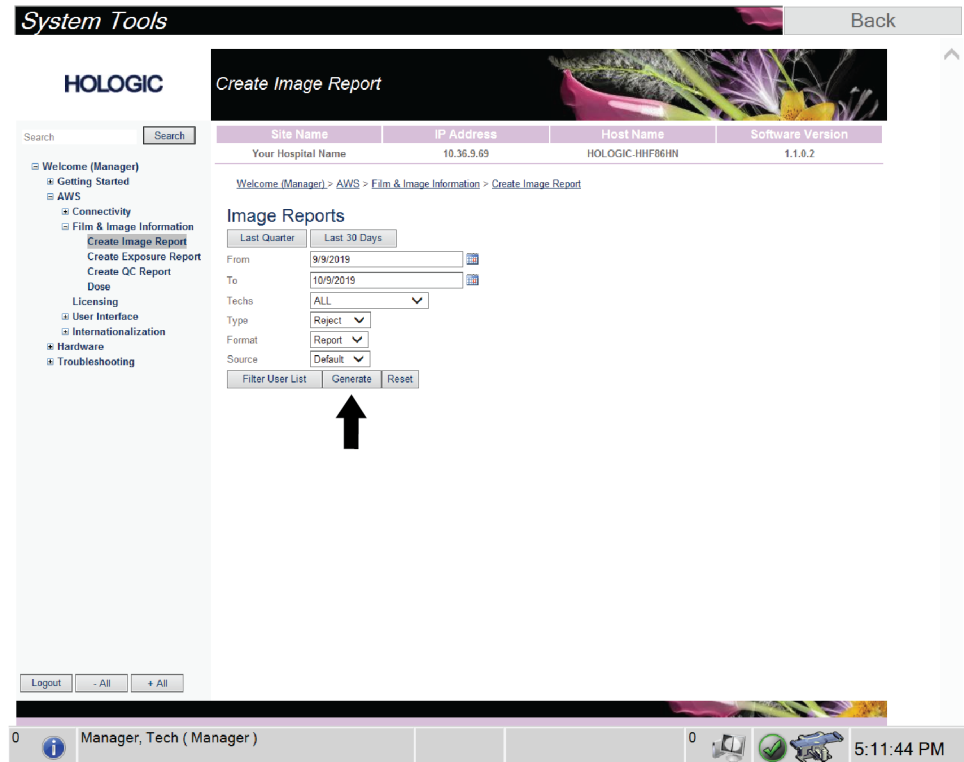 System Tools
Back
HOLOGIC
Create Image Report
Search
Search
Site Name IP Address Host Name Software Version
Your Hospital Name 10.36.9.69 HOLOGIC-HHF86HN 1.1.0.2
Welcome (Manager)
Getting Started
AWS
Connectivity
Film & Image Information
Create Image Report
Create Exposure Report
Create QC Report
Dose
Licensing
User Interface
Internationalization
Hardware
Troubleshooting
Welcome (Manager) > AWS > Film & Image Information > Create Image Report
Image Reports
Last Quarter Last 30 Days
From 9/9/2019
To 10/9/2019
Techs ALL
Type Reject
Format Report
Source Default
Filter User List Generate Reset
Logout - All + All
0 Manager, Tech ( Manager ) 0 5:11:44 PM